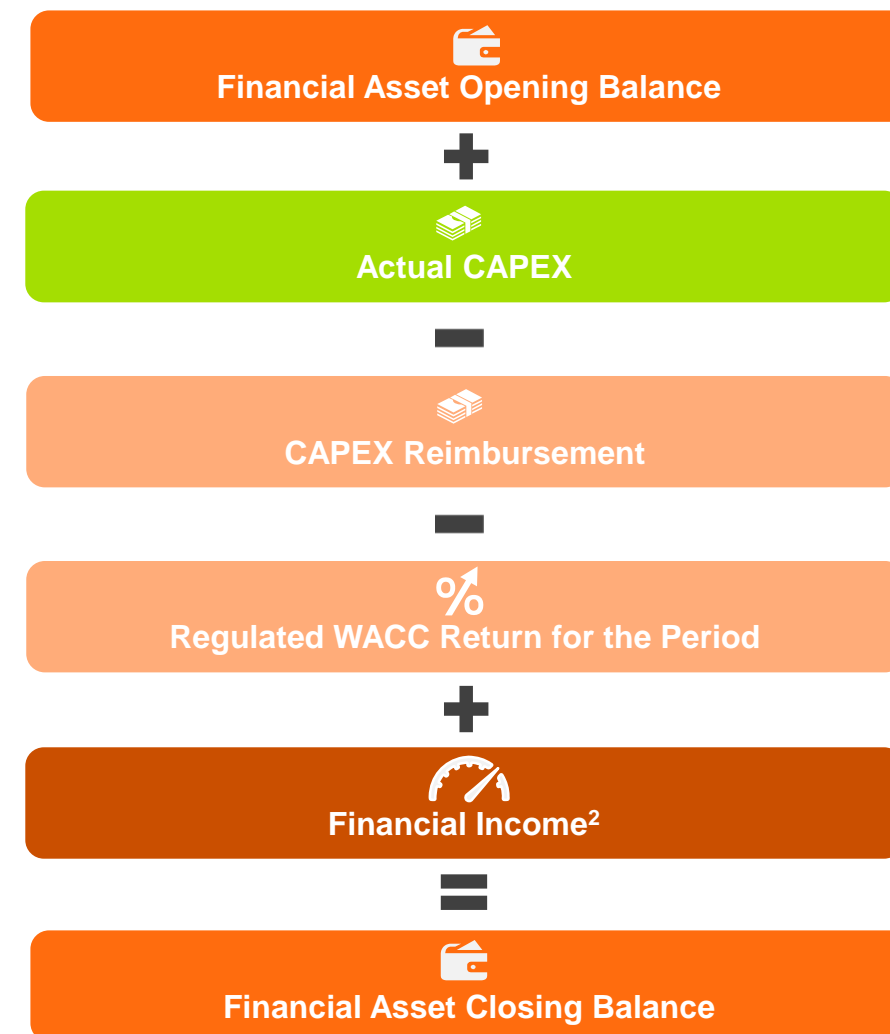 Financial Asset Opening Balance
+
Actual CAPEX
-
CAPEX Reimbursement
-
%
Regulated WACC Return for the Period
+
Financial Income²
=
Financial Asset Closing Balance